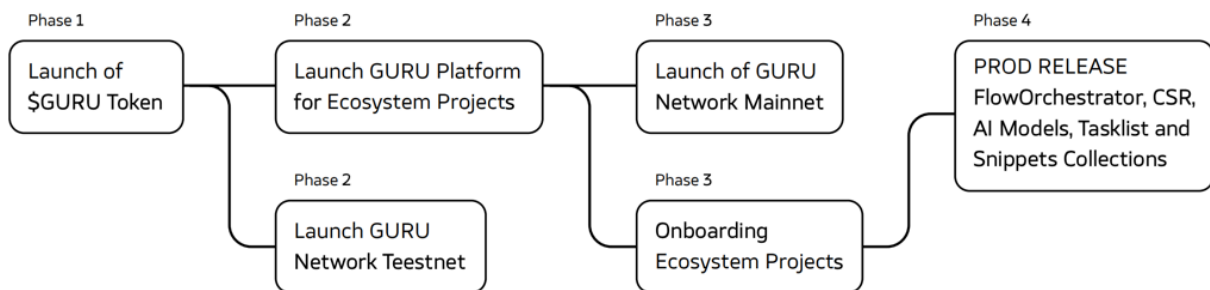 Phase 1
Launch of
$GURU Token
Phase 2
Launch GURU Platform
for Ecosystem Projects
Phase 2
Launch GURU
Network Teestnet
Phase 3
Launch of GURU
Network Mainnet
Phase 3
Onboarding
Ecosystem Projects
Phase 4
PROD RELEASE
FlowOrchestrator, CSR,
AI Models, Tasklist and
Snippets Collections